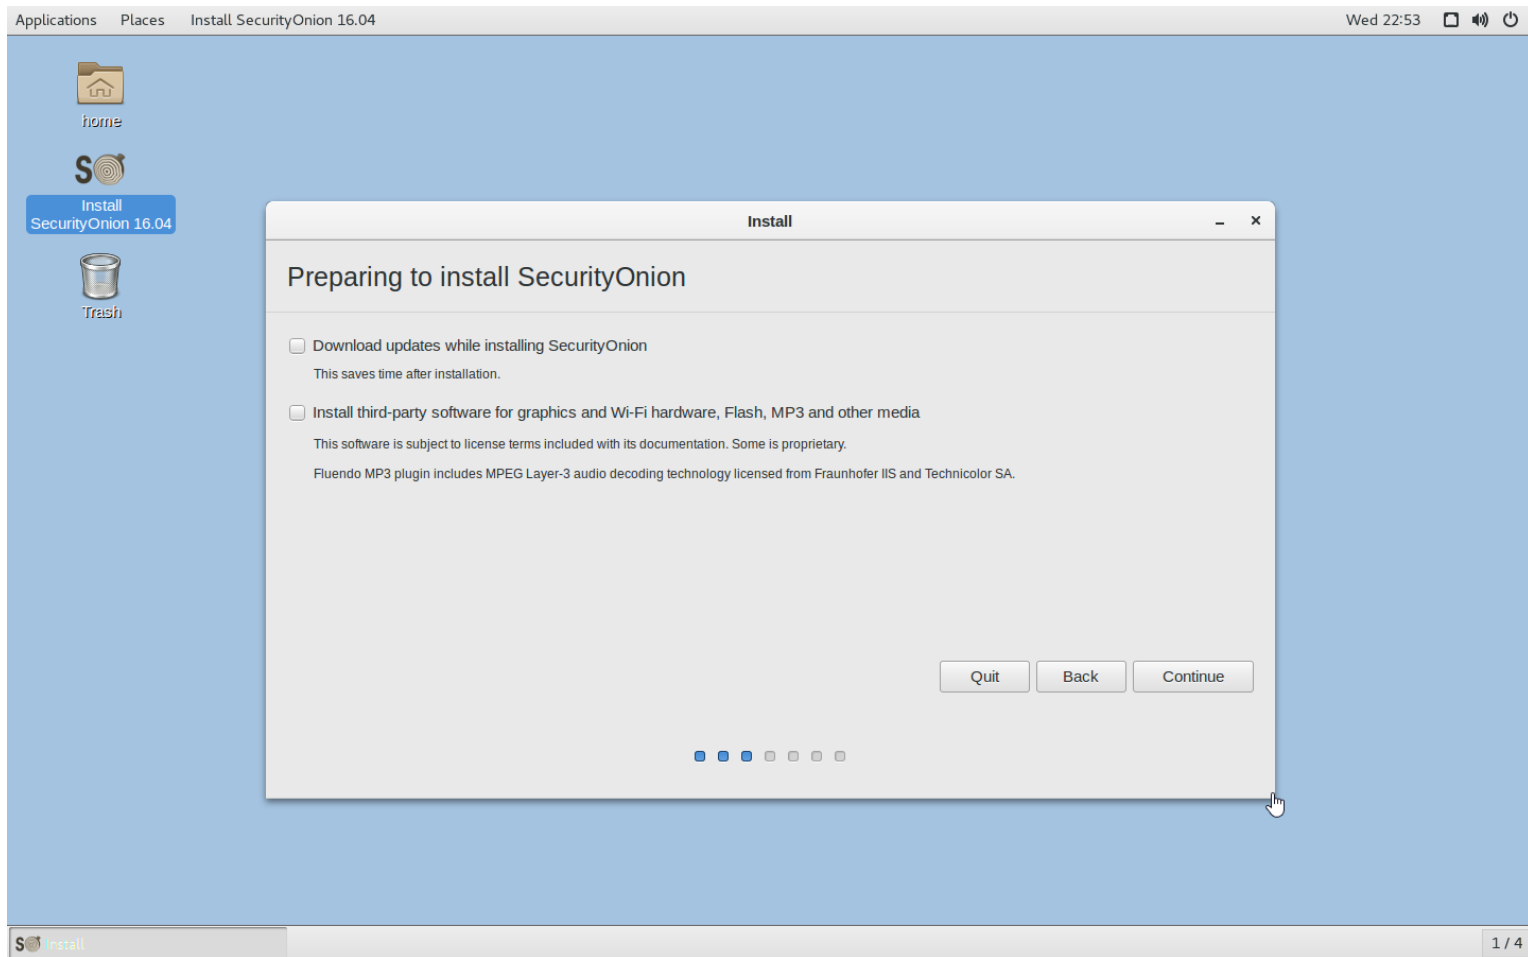 Applications Places Install SecurityOnion 16.04 Wed 22:53
home
SO
Install
SecurityOnion 16.04
Trash
Install
Preparing to install SecurityOnion
Download updates while installing SecurityOnion
This saves time after installation.
Install third-party software for graphics and Wi-Fi hardware, Flash, MP3 and other media
This software is subject to license terms included with its documentation. Some is proprietary.
Fluendo MP3 plugin includes MPEG Layer-3 audio decoding technology licensed from Fraunhofer IIS and Technicolor SA.
Quit Back Continue
SO Install 1 / 4